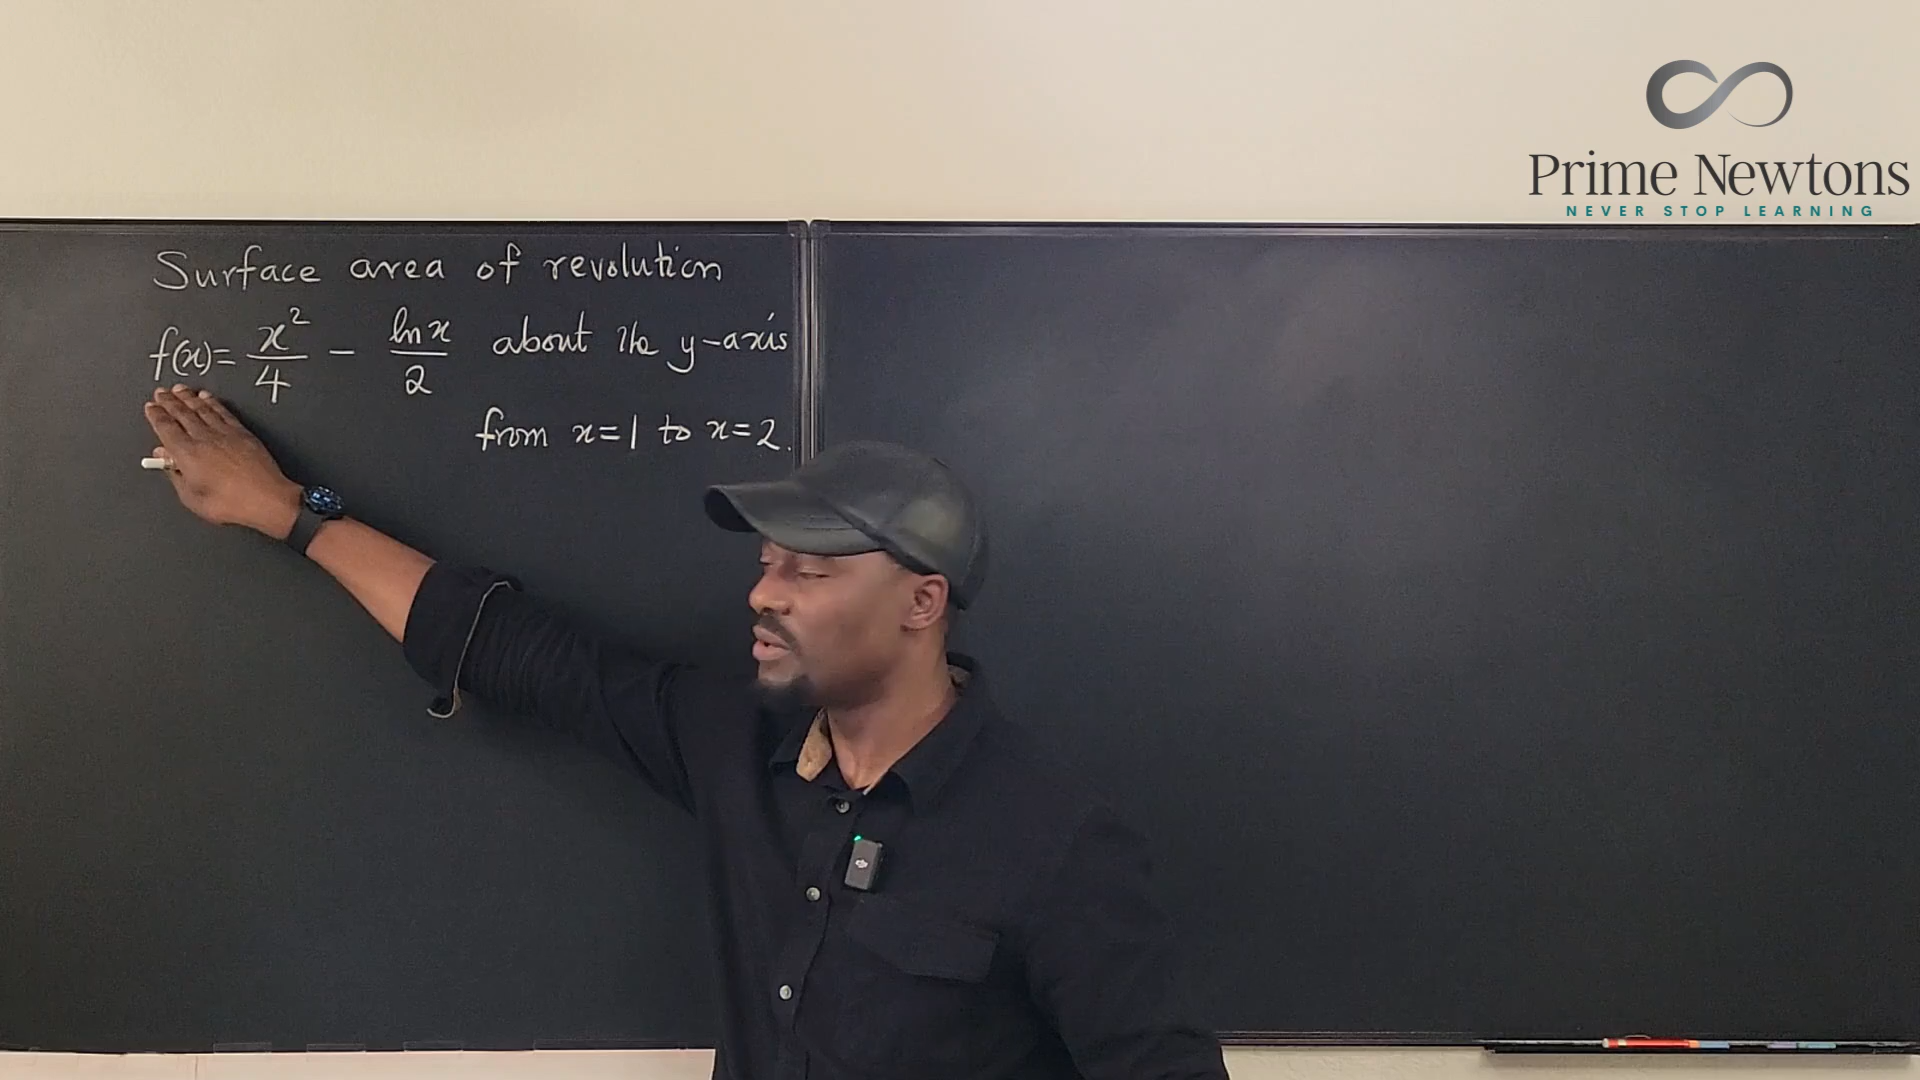 Prime Newtons
NEVER STOP LEARNING
Surface area of revolution
f(x) = x²/4 - ln x/2 about the y-axis
from x=1 to x=2.